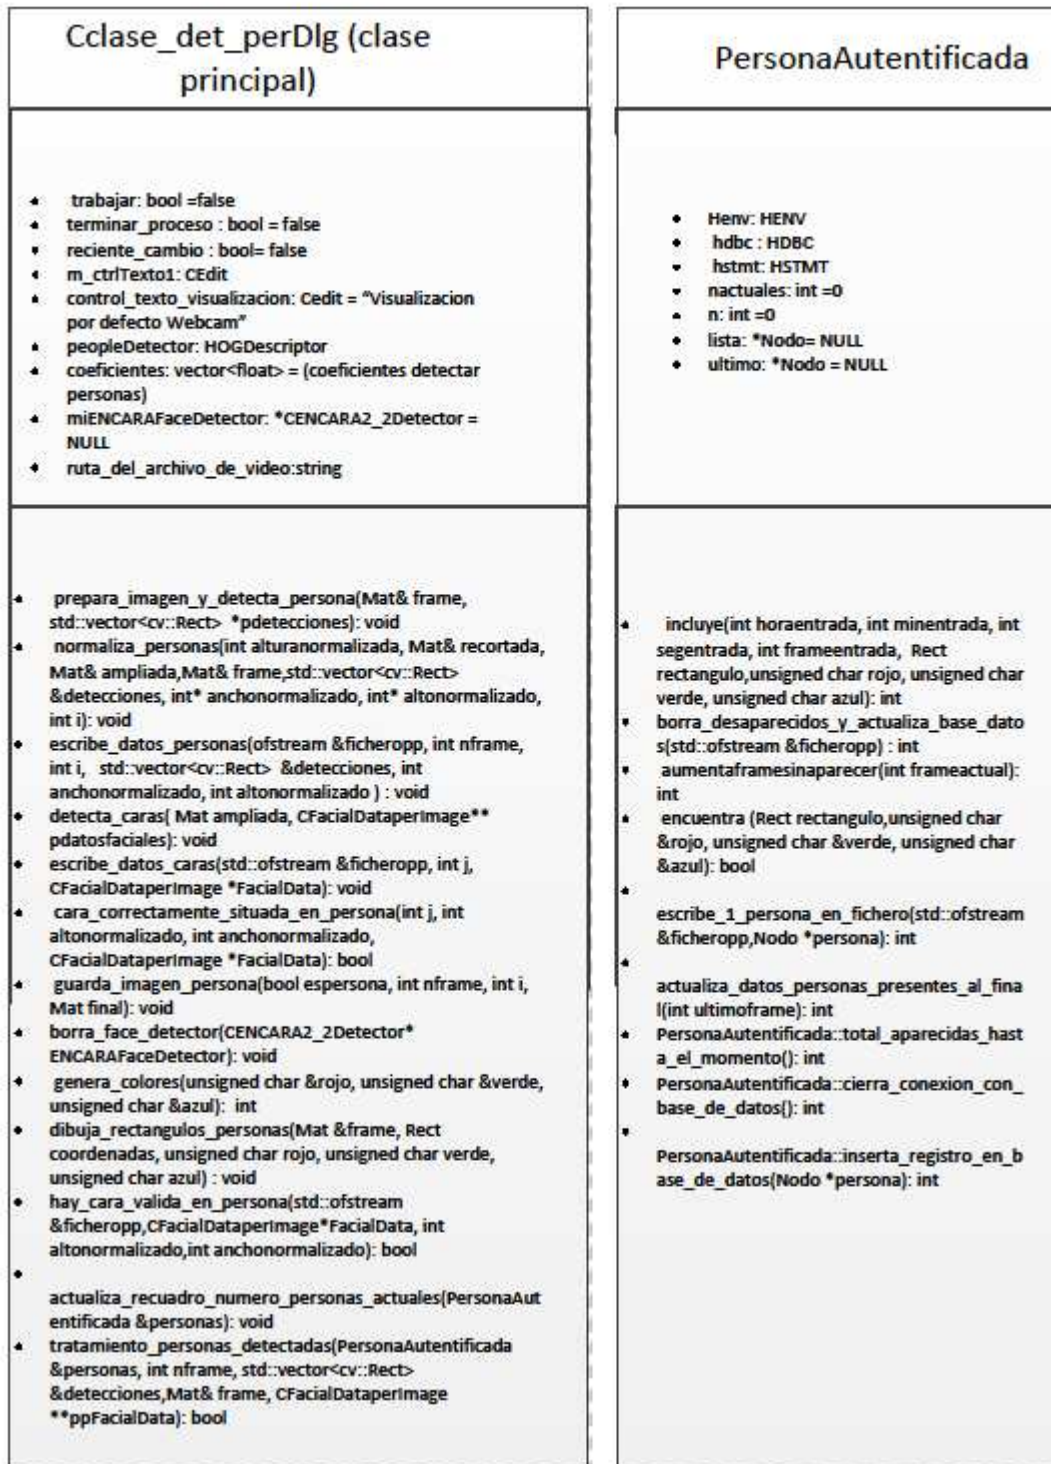 Cclase_det_perDlg (clase
principal)
trabajar: bool =false
terminar_proceso : bool = false
reciente_cambio : bool= false
m_ctrlTexto1: CEdit
control_texto_visualizacion: Cedit = “Visualizacion
por defecto Webcam”
peopleDetector: HOGDescriptor
coeficientes: vector<float> = (coeficientes detectar
personas)
miENCARAFaceDetector: *CENCARA2_2Detector =
NULL
ruta_del_archivo_de_video:string
prepara_imagen_y_detecta_persona(Mat& frame,
std::vector<cv::Rect> *pdetecciones): void
normaliza_personas(int alturanormalizada, Mat& recortada,
Mat& ampliada,Mat& frame,std::vector<cv::Rect>
&detecciones, int* anchonormalizado, int* altonormalizado,
int i): void
escribe_datos_personas(ofstream &ficheropp, int nframe,
int i, std::vector<cv::Rect> &detecciones, int
anchonormalizado, int altonormalizado ) : void
detecta_caras( Mat ampliada, CFacialDataperImage**
pdatosfaciales): void
escribe_datos_caras(std::ofstream &ficheropp, int j,
CFacialDataperImage *FacialData): void
cara_correctamente_situada_en_persona(int j, int
altonormalizado, int anchonormalizado,
CFacialDataperImage *FacialData): bool
guarda_imagen_persona(bool espersona, int nframe, int i,
Mat final): void
borra_face_detector(CENCARA2_2Detector*
ENCARAFaceDetector): void
genera_colores(unsigned char &rojo, unsigned char &verde,
unsigned char &azul): int
dibuja_rectangulos_personas(Mat &frame, Rect
coordenadas, unsigned char rojo, unsigned char verde,
unsigned char azul) : void
hay_cara_valida_en_persona(std::ofstream
&ficheropp,CFacialDataperImage*FacialData, int
altonormalizado,int anchonormalizado): bool
actualiza_recuadro_numero_personas_actuales(PersonaAut
entificada &personas): void
tratamiento_personas_detectadas(PersonaAutentificada
&personas, int nframe, std::vector<cv::Rect>
&detecciones,Mat& frame, CFacialDataperImage
**ppFacialData): bool
PersonaAutentificada
Henv: HENV
hdbc : HDBC
hstmt: HSTMT
nactuales: int =0
n: int =0
lista: *Nodo= NULL
ultimo: *Nodo = NULL
incluye(int horaentrada, int minentrada, int
segentrada, int frameentrada, Rect
rectangulo,unsigned char rojo, unsigned char
verde, unsigned char azul): int
borra_desaparecidos_y_actualiza_base_dato
s(std::ofstream &ficheropp) : int
aumentaframesinaparecer(int frameactual):
int
encuentra (Rect rectangulo,unsigned char
&rojo, unsigned char &verde, unsigned char
&azul): bool
escribe_1_persona_en_fichero(std::ofstream
&ficheropp,Nodo *persona): int
actualiza_datos_personas_presentes_al_fina
l(int ultimoframe): int
PersonaAutentificada::total_aparecidas_hast
a_el_momento(): int
PersonaAutentificada::cierra_conexion_con_
base_de_datos(): int
PersonaAutentificada::inserta_registro_en_b
ase_de_datos(Nodo *persona): int